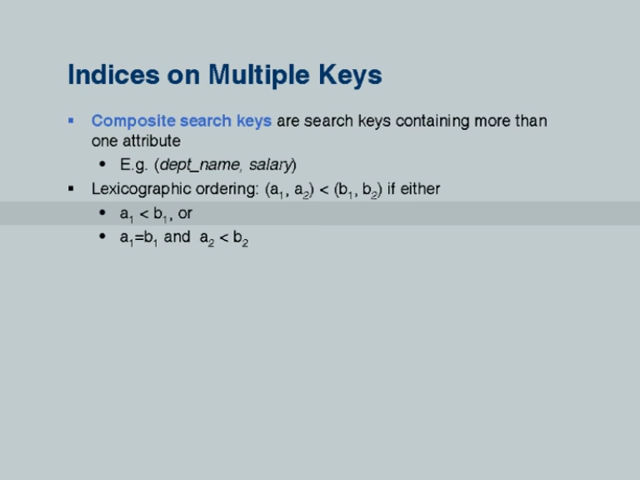 Indices on Multiple Keys
▪ Composite search keys are search keys containing more than
one attribute
• E.g. (dept_name, salary)
▪ Lexicographic ordering: (a₁, a₂) < (b₁, b₂) if either
• a₁ < b₁, or
• a₁=b₁ and a₂ < b₂